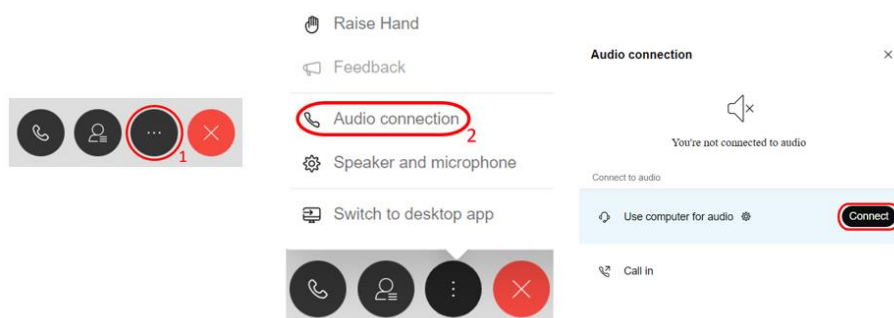 1
Raise Hand
Feedback
Audio connection
2
Speaker and microphone
Switch to desktop app
Audio connection
You're not connected to audio
Connect to audio
Use computer for audio
Connect
Call in